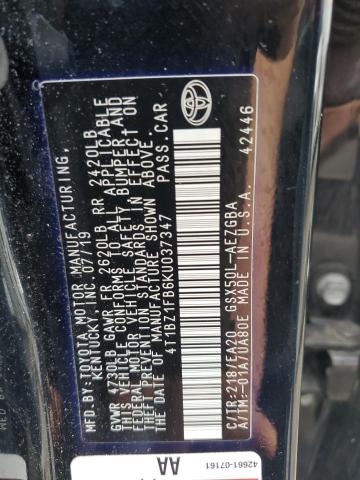 MFD.BY:TOYOTA MOTOR MANUFACTURING,
KENTUCKY, INC. 07/19
GVWR 4730LB GAWR FR 2620LB RR 2420LB
THIS VEHICLE CONFORMS TO ALL APPLICABLE
FEDERAL MOTOR VEHICLE SAFETY, BUMPER AND
THEFT PREVENTION STANDARDS IN EFFECT ON
THE DATE OF MANUFACTURE SHOWN ABOVE.
4T1BZ1FB6KU037347 PASS.CAR
C/TR:218/EA20 GSX50L-AEZGBA
A/TM:-01A/UA80E MADE IN U.S.A.
42446
42661-07161
AA